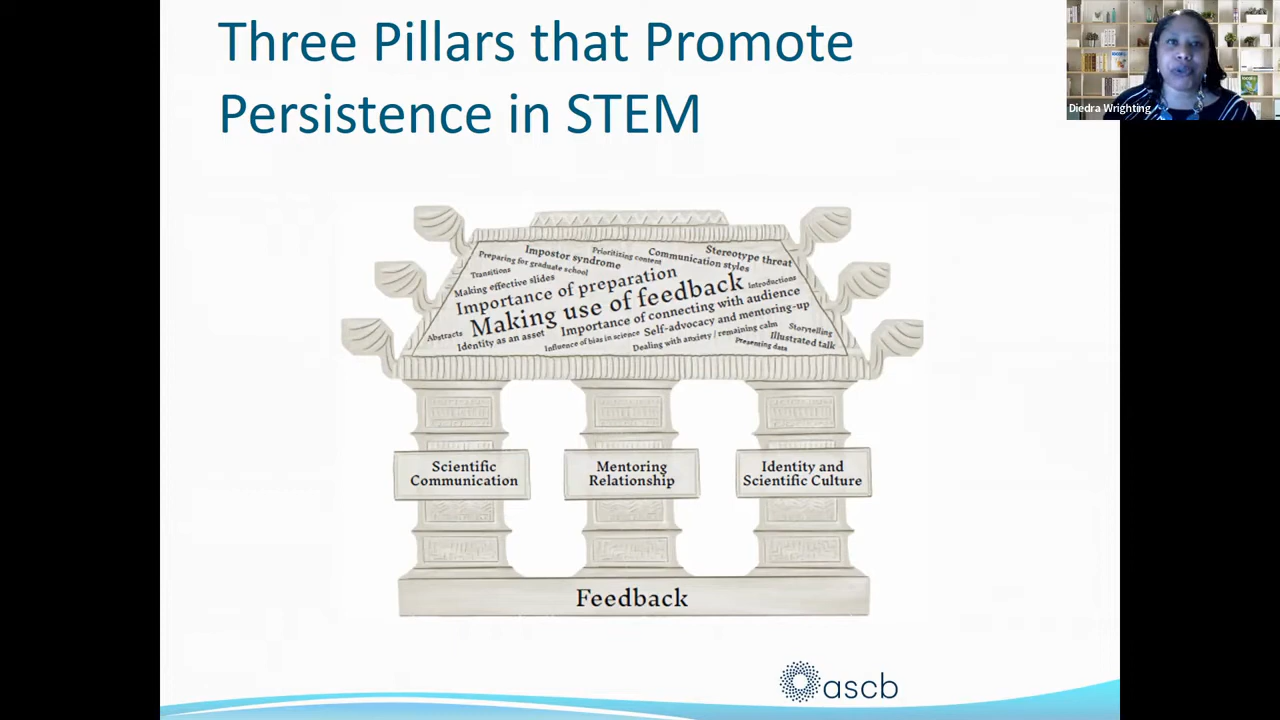 Three Pillars that Promote
Persistence in STEM
Diedra Wrighting
Stereotype threat
Prioritizing content
Communication styles
Impostor syndrome
Preparing for graduate school
Transitions
Making effective slides
Importance of preparation
Introductions
Making use of feedback
Importance of connecting with audience
Abstracts
Identity as an asset
Influence of bias in science
Self-advocacy and mentoring-up
Storytelling
Dealing with anxiety / remaining calm
Illustrated talk
Presenting data
Scientific
Communication
Mentoring
Relationship
Identity and
Scientific Culture
Feedback
ascb